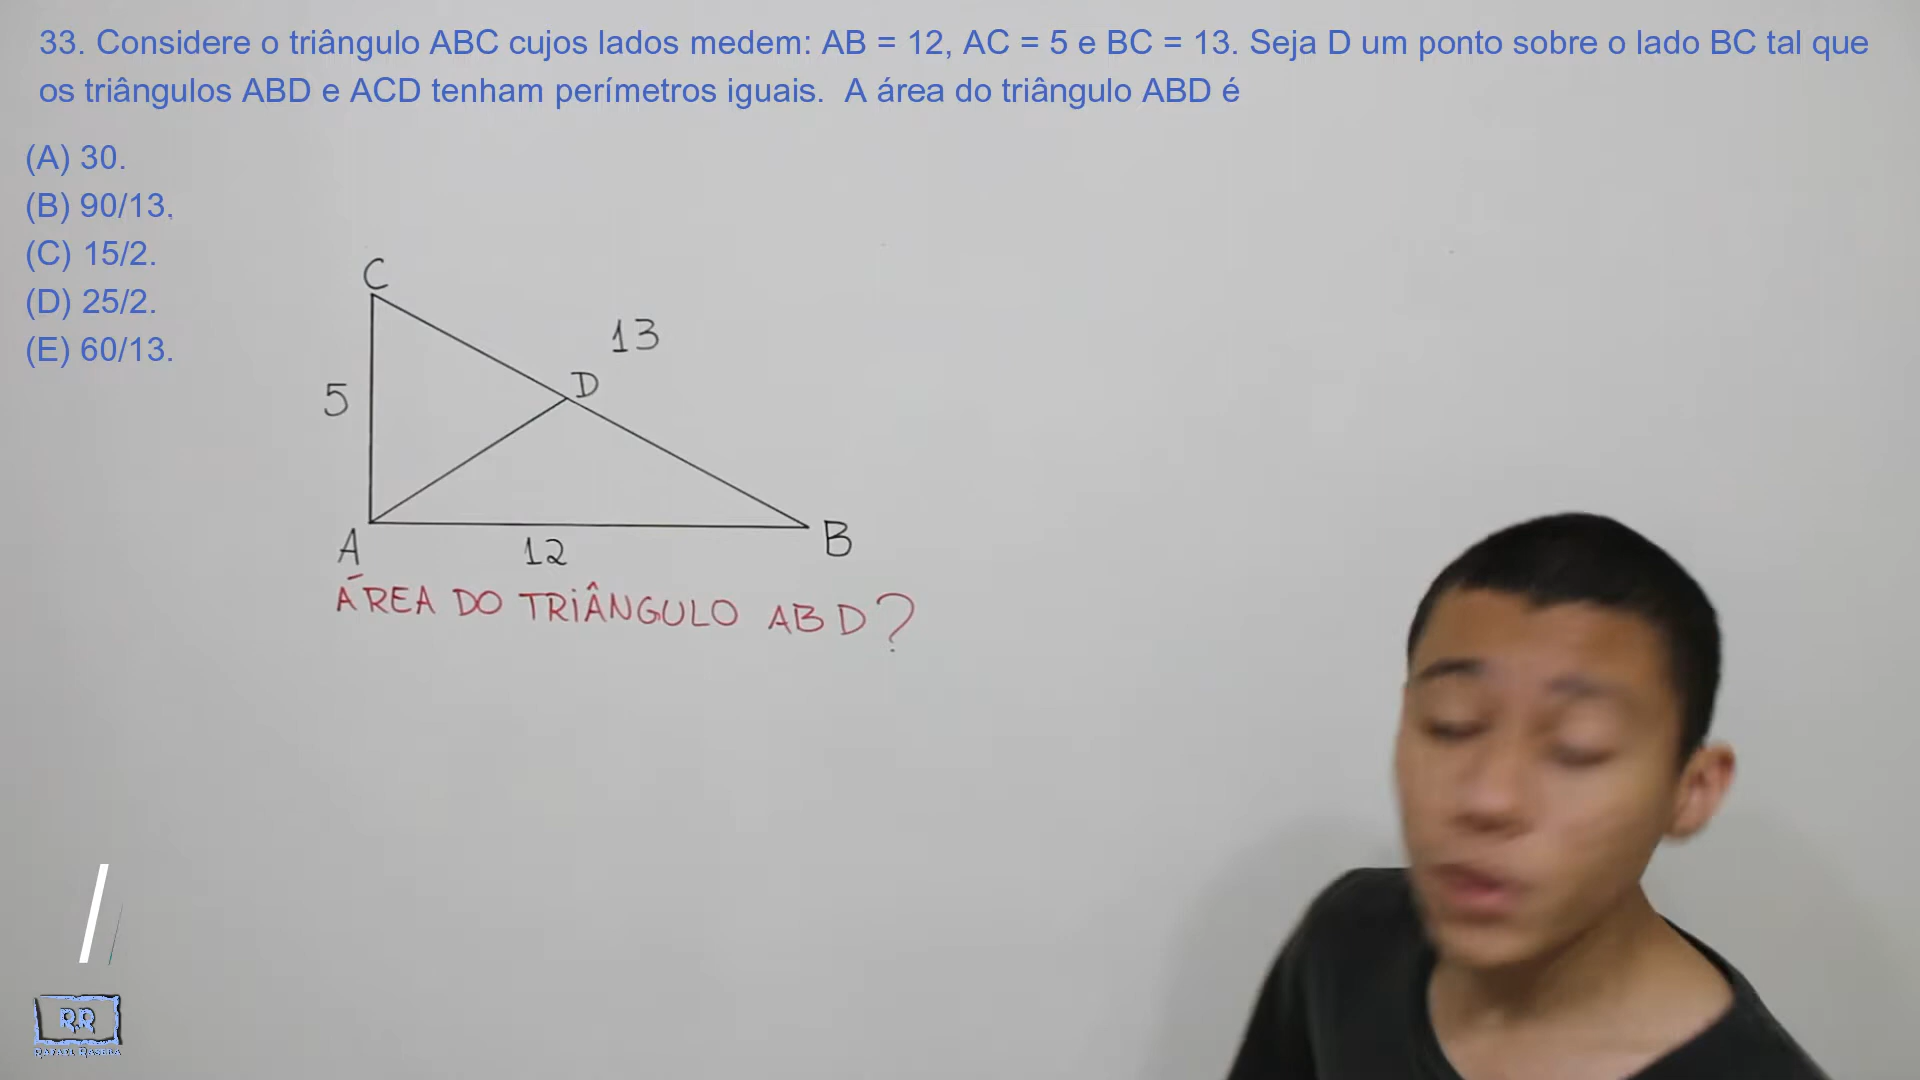 33. Considere o triângulo ABC cujos lados medem: AB = 12, AC = 5 e BC = 13. Seja D um ponto sobre o lado BC tal que
os triângulos ABD e ACD tenham perímetros iguais. A área do triângulo ABD é
(A) 30.
(B) 90/13.
(C) 15/2.
(D) 25/2.
(E) 60/13.
C
13
D
5
A
12
B
ÁREA DO TRIÂNGULO ABD?
RR